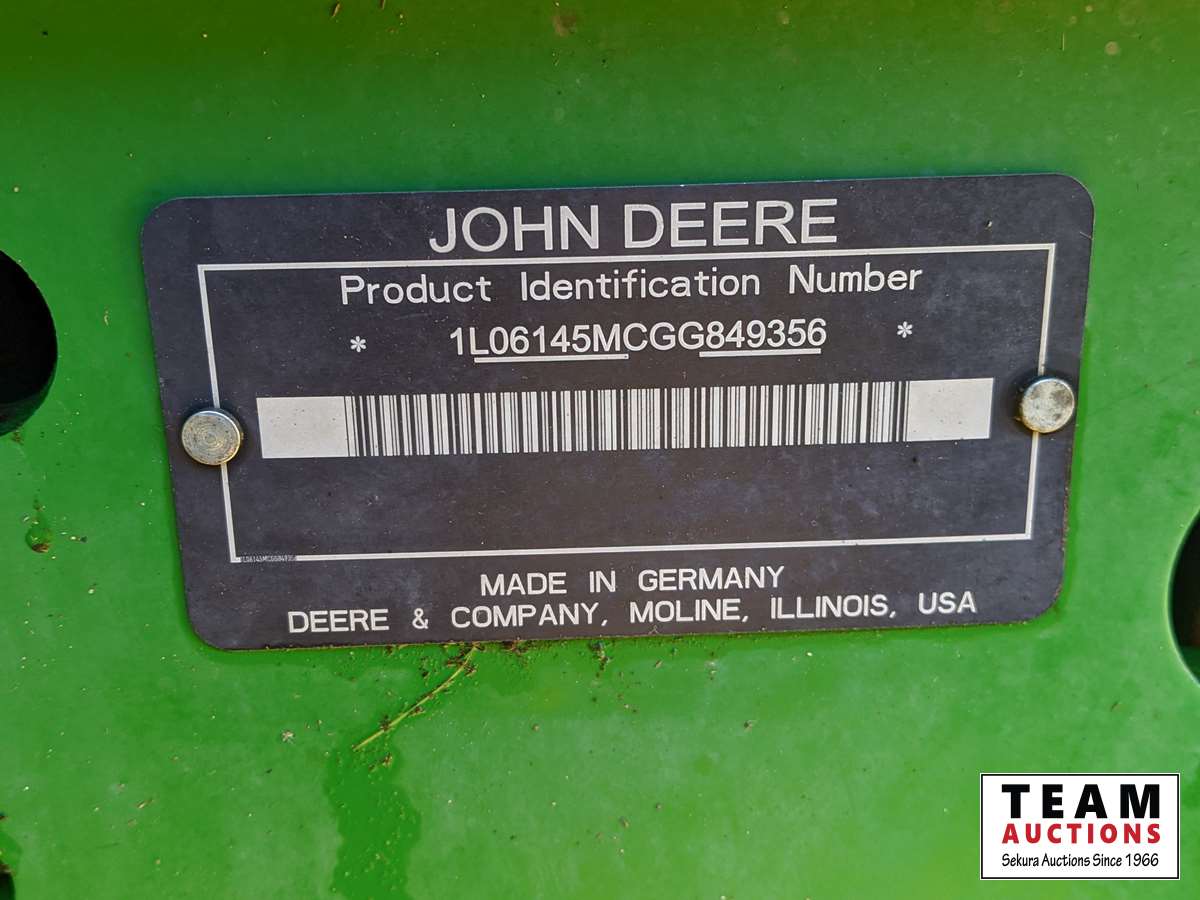 JOHN DEERE
Product Identification Number
* 1L06145MCGG849356 *
1L06145MCGG849356
MADE IN GERMANY
DEERE & COMPANY, MOLINE, ILLINOIS, USA
TEAM
AUCTIONS
Sekura Auctions Since 1966